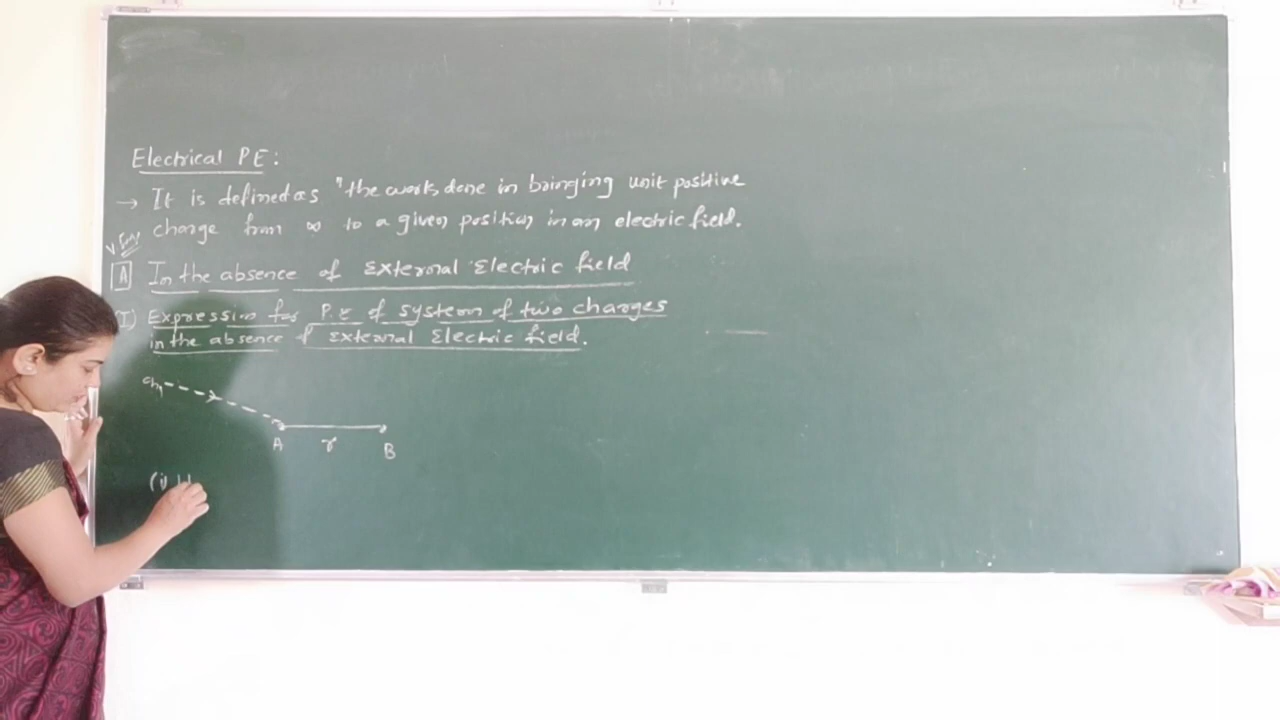 Electrical PE:
→ It is defined as "the work done in bringing unit positive
charge from ∞ to a given position in an electric field.
V. Imp
A In the absence of External Electric field
(I) Expression for P.E of system of two charges
in the absence of External Electric field.
A r B
(i)